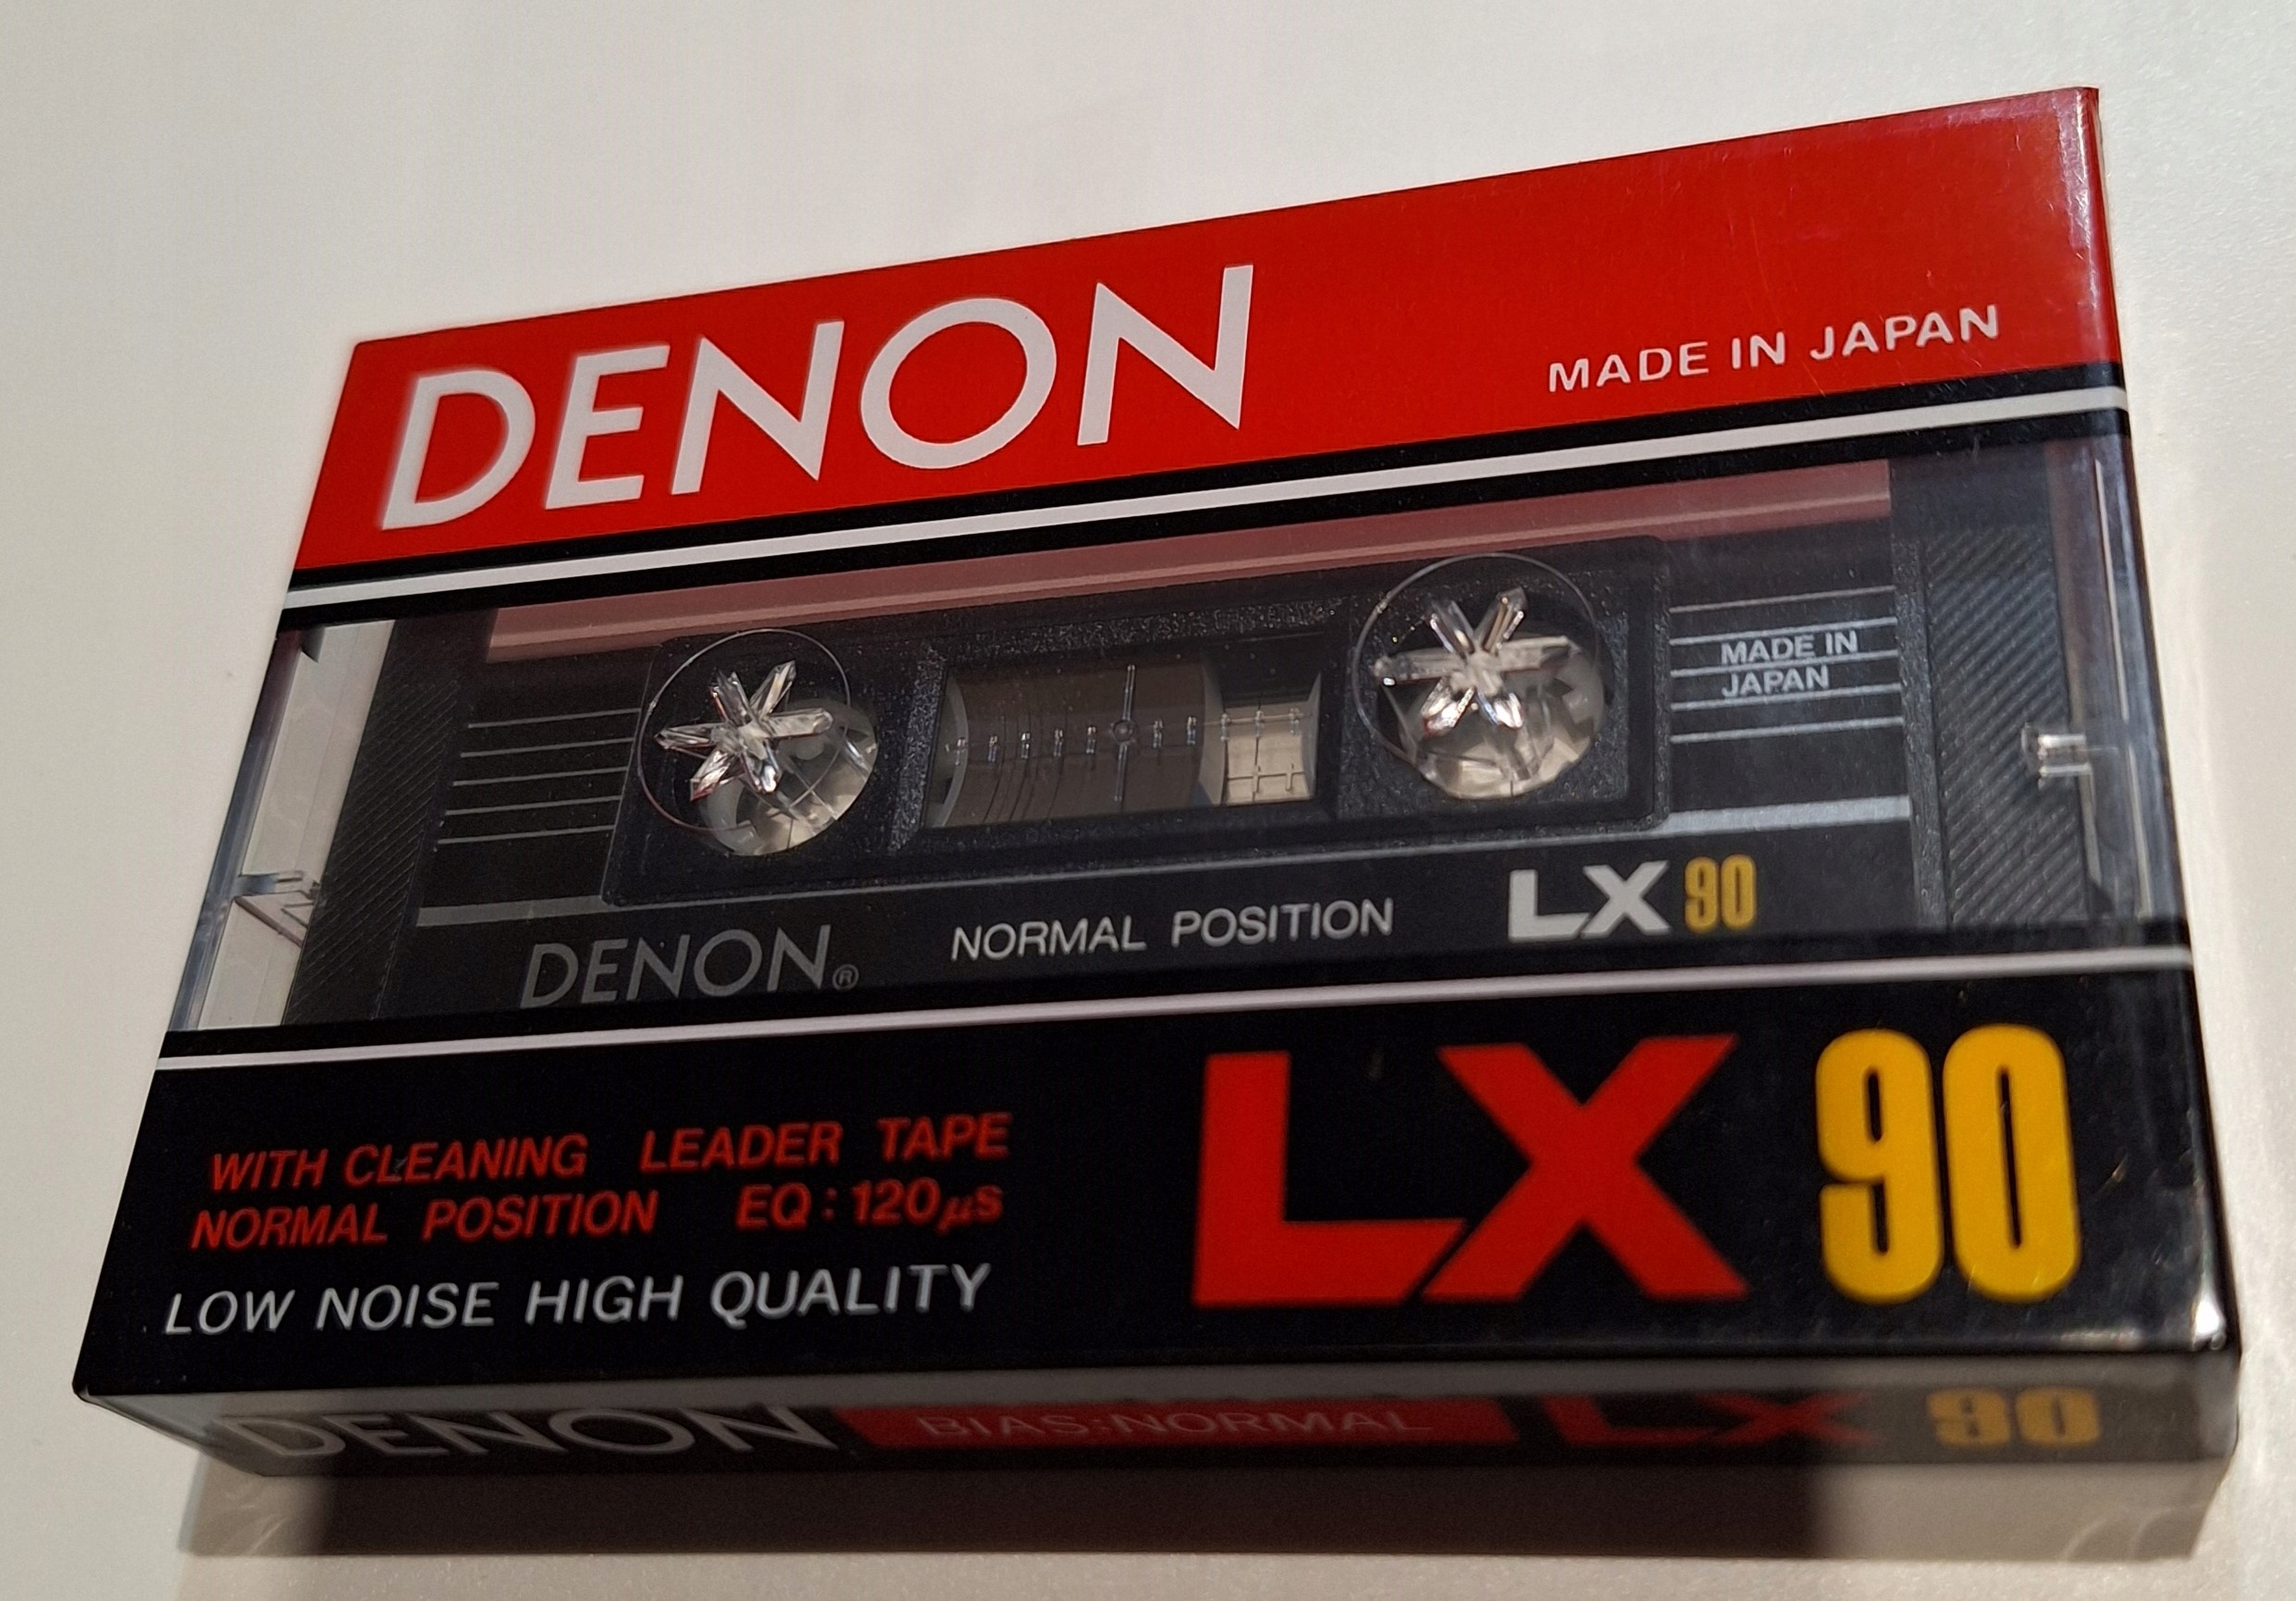 DENON
MADE IN JAPAN
MADE IN
JAPAN
DENON®
NORMAL POSITION
LX 90
WITH CLEANING LEADER TAPE
NORMAL POSITION EQ : 120μs
LOW NOISE HIGH QUALITY
LX 90
DENON
BIAS:NORMAL
LX 90